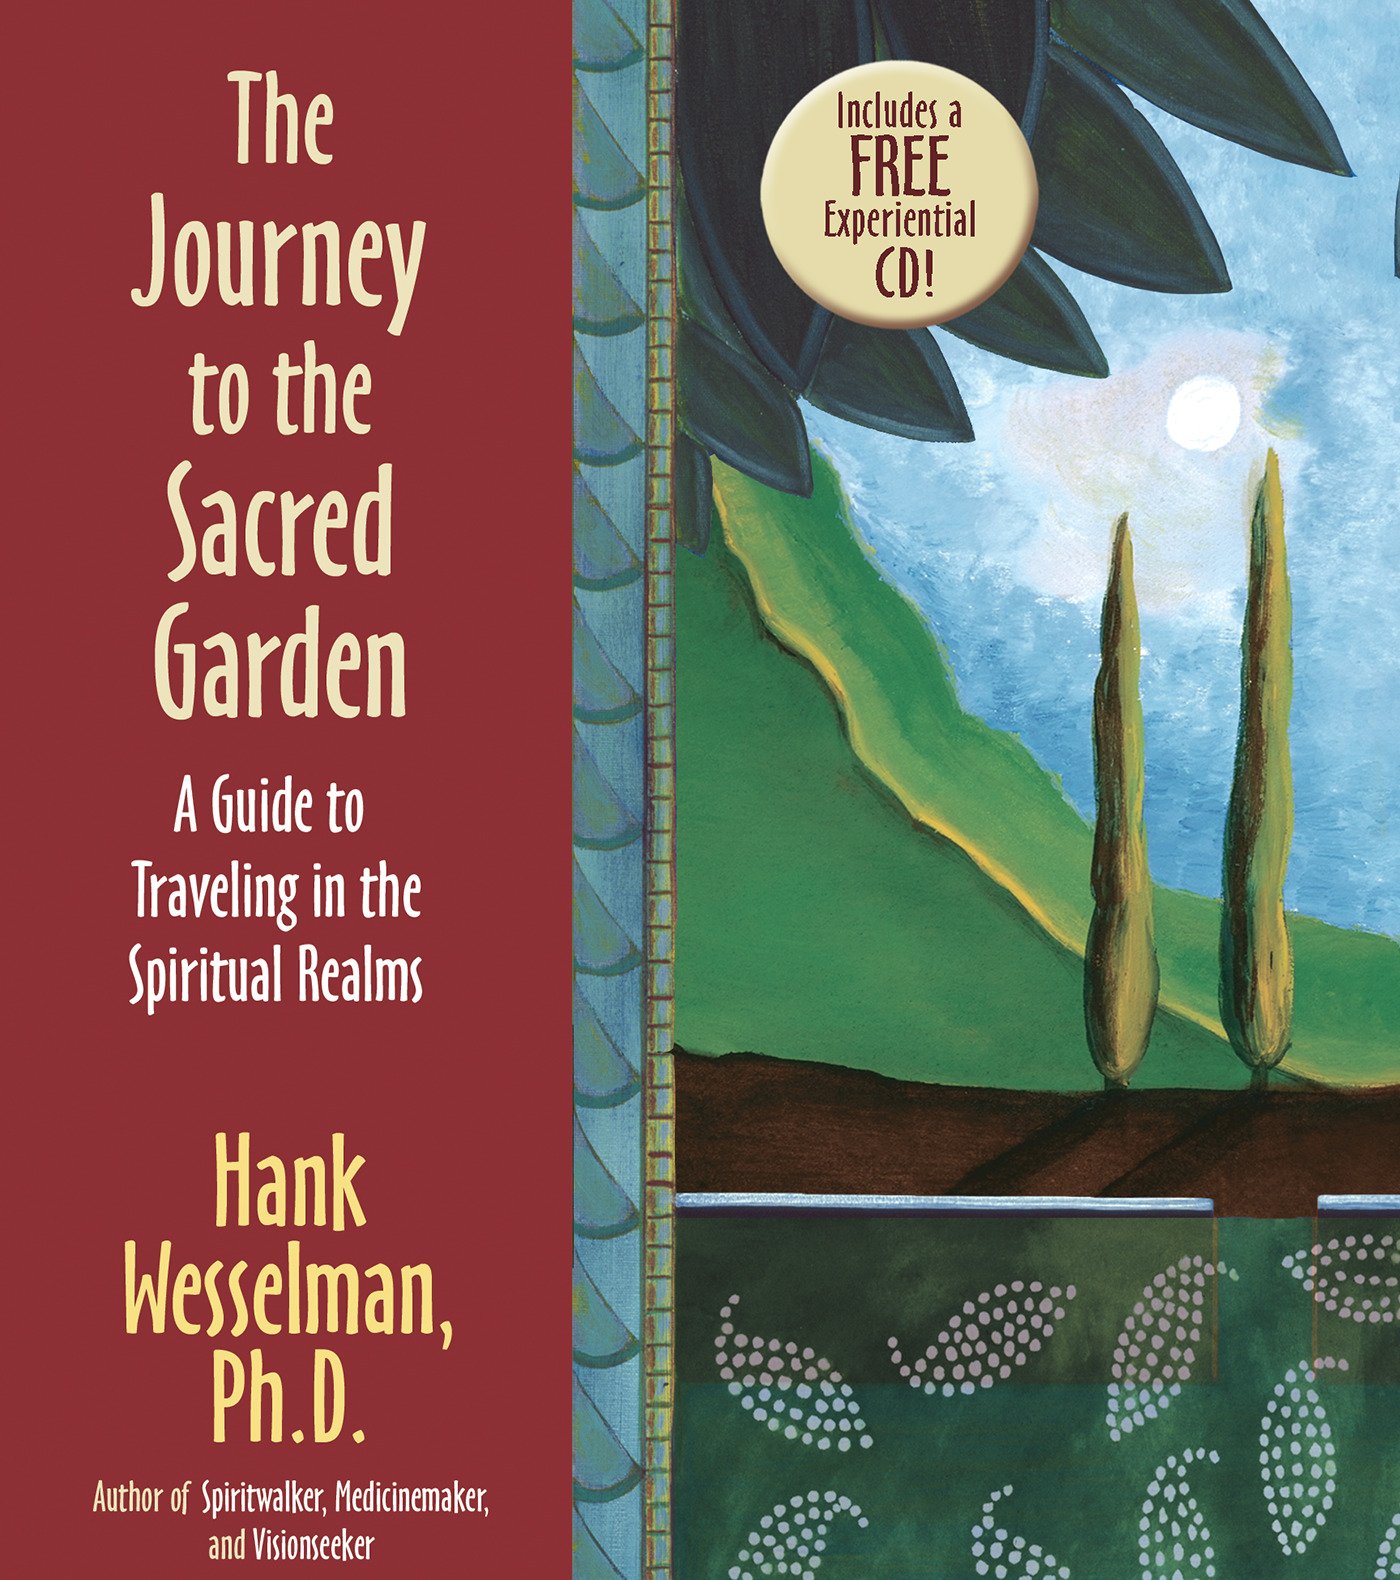 The
Journey
to the
Sacred
Garden
A Guide to
Traveling in the
Spiritual Realms
Hank
Wesselman,
Ph.D.
Author of Spiritwalker, Medicinemaker,
and Visionseeker
Includes a
FREE
Experiential
CD!